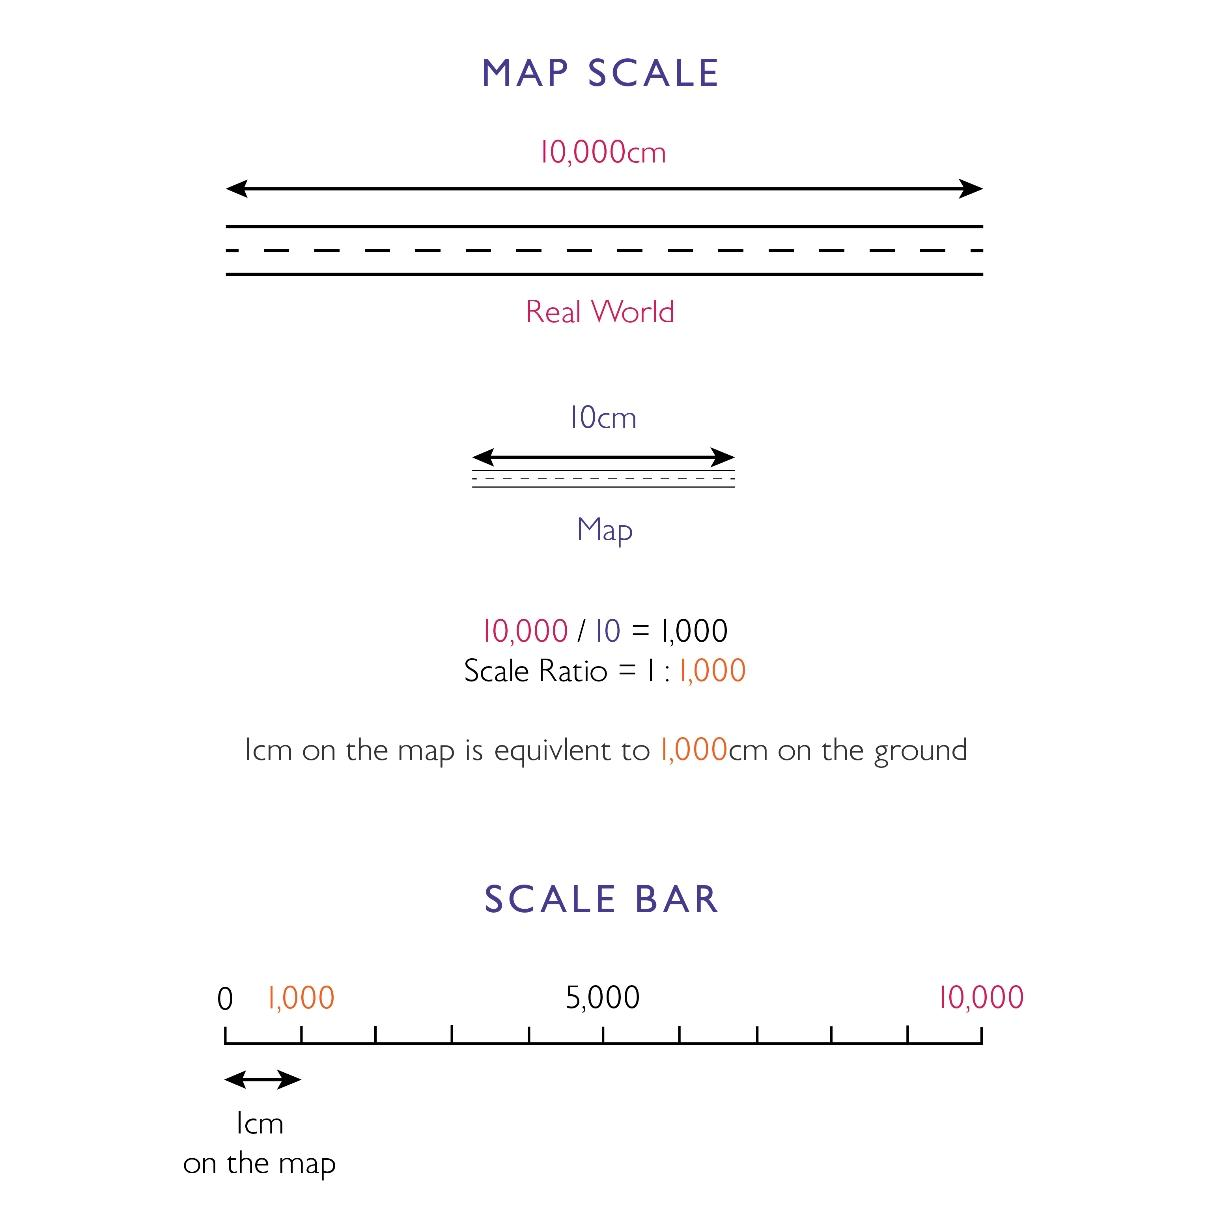 MAP SCALE
10,000cm
Real World
10cm
Map
10,000 / 10 = 1,000
Scale Ratio = 1 : 1,000
1cm on the map is equivlent to 1,000cm on the ground
SCALE BAR
0 1,000 5,000 10,000
1cm
on the map